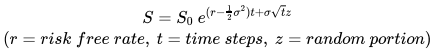 S = S₀ e^{(r − ½σ²)t + σ√t z}
(r = risk free rate, t = time steps, z = random portion)